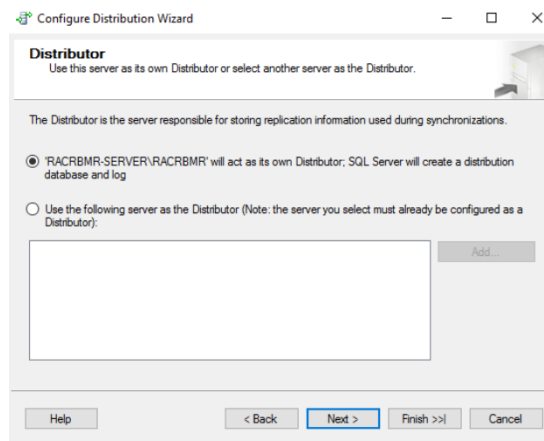 Configure Distribution Wizard
Distributor
Use this server as its own Distributor or select another server as the Distributor.
The Distributor is the server responsible for storing replication information used during synchronizations.
'RACRBMR-SERVER\RACRBMR' will act as its own Distributor; SQL Server will create a distribution
database and log
Use the following server as the Distributor (Note: the server you select must already be configured as a
Distributor):
Add...
Help
< Back
Next >
Finish >>|
Cancel